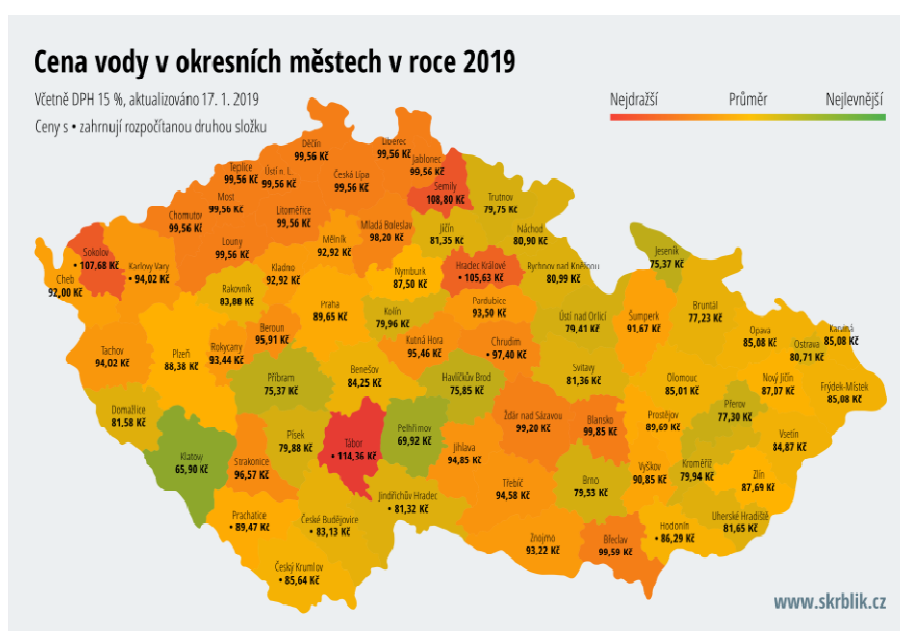 Cena vody v okresních městech v roce 2019
Včetně DPH 15 %, aktualizováno 17. 1. 2019
Ceny s • zahrnují rozpočítanou druhou složku
Nejdražší Průměr Nejlevnější
Děčín
99,56 Kč
Liberec
99,56 Kč
Jablonec
99,56 Kč
Teplice
99,56 Kč
Ústí n. L.
99,56 Kč
Česká Lípa
99,56 Kč
Semily
108,80 Kč
Trutnov
79,75 Kč
Most
99,56 Kč
Chomutov
99,56 Kč
Litoměřice
99,56 Kč
Mladá Boleslav
98,20 Kč
Jičín
81,35 Kč
Náchod
80,90 Kč
Louny
99,56 Kč
Mělník
92,92 Kč
Sokolov
• 107,68 Kč
Karlovy Vary
• 94,02 Kč
Cheb
92,00 Kč
Kladno
92,92 Kč
Nymburk
87,50 Kč
Hradec Králové
• 105,63 Kč
Rychnov nad Kněžnou
80,99 Kč
Jeseník
75,37 Kč
Rakovník
83,88 Kč
Praha
89,65 Kč
Kolín
79,96 Kč
Pardubice
93,50 Kč
Ústí nad Orlicí
79,41 Kč
Šumperk
91,67 Kč
Bruntál
77,23 Kč
Opava
85,08 Kč
Karviná
85,08 Kč
Ostrava
80,71 Kč
Tachov
94,02 Kč
Plzeň
88,38 Kč
Rokycany
93,44 Kč
Beroun
95,91 Kč
Kutná Hora
95,46 Kč
Chrudim
• 97,40 Kč
Příbram
75,37 Kč
Benešov
84,25 Kč
Havlíčkův Brod
75,85 Kč
Svitavy
81,36 Kč
Olomouc
85,01 Kč
Nový Jičín
87,07 Kč
Frýdek-Místek
85,08 Kč
Domažlice
81,58 Kč
Klatovy
65,90 Kč
Strakonice
96,57 Kč
Písek
79,88 Kč
Tábor
• 114,36 Kč
Pelhřimov
69,92 Kč
Jihlava
94,85 Kč
Žďár nad Sázavou
99,20 Kč
Blansko
99,85 Kč
Prostějov
89,69 Kč
Přerov
77,30 Kč
Vsetín
84,87 Kč
Vyškov
90,85 Kč
Kroměříž
79,94 Kč
Zlín
87,69 Kč
Třebíč
94,58 Kč
Brno
79,53 Kč
Jindřichův Hradec
• 81,32 Kč
Prachatice
• 89,47 Kč
České Budějovice
• 83,13 Kč
Český Krumlov
• 85,64 Kč
Znojmo
93,22 Kč
Břeclav
99,59 Kč
Hodonín
• 86,29 Kč
Uherské Hradiště
81,65 Kč
www.skrblik.cz